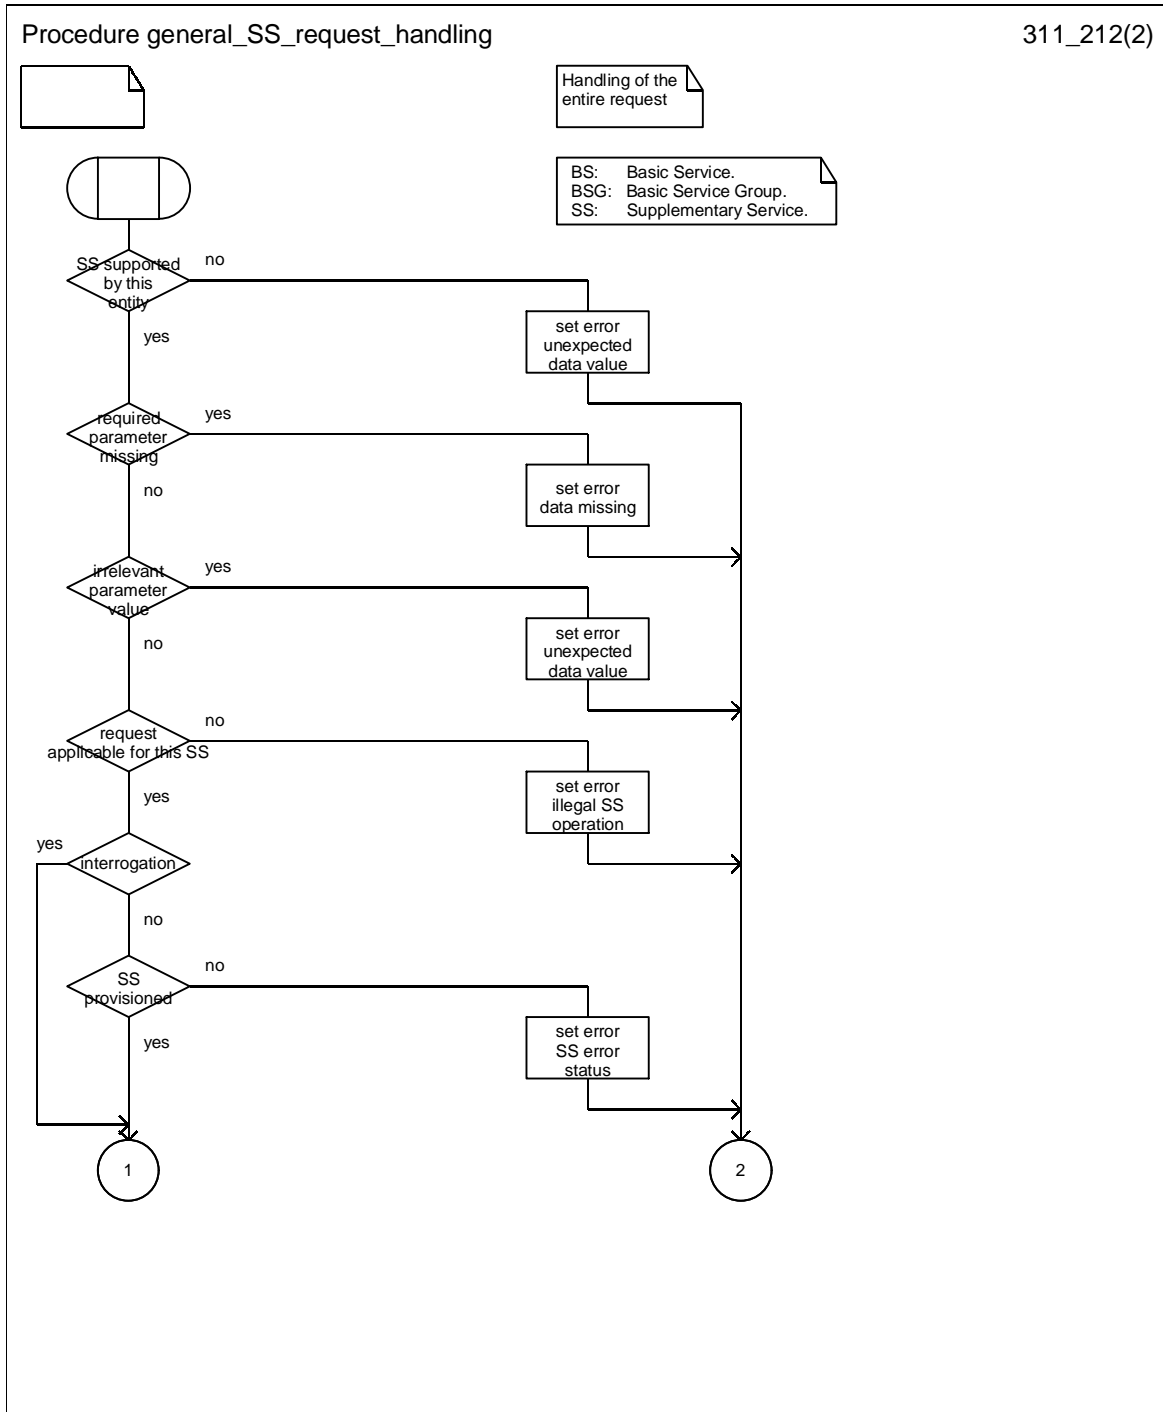 Procedure general_SS_request_handling
311_212(2)
Handling of the
entire request
BS: Basic Service.
BSG: Basic Service Group.
SS: Supplementary Service.
SS supported
by this
entity
no
yes
set error
unexpected
data value
required
parameter
missing
yes
no
set error
data missing
irrelevant
parameter
value
yes
no
set error
unexpected
data value
request
applicable for this SS
no
yes
set error
illegal SS
operation
yes
interrogation
no
SS
provisioned
no
yes
set error
SS error
status
1
2